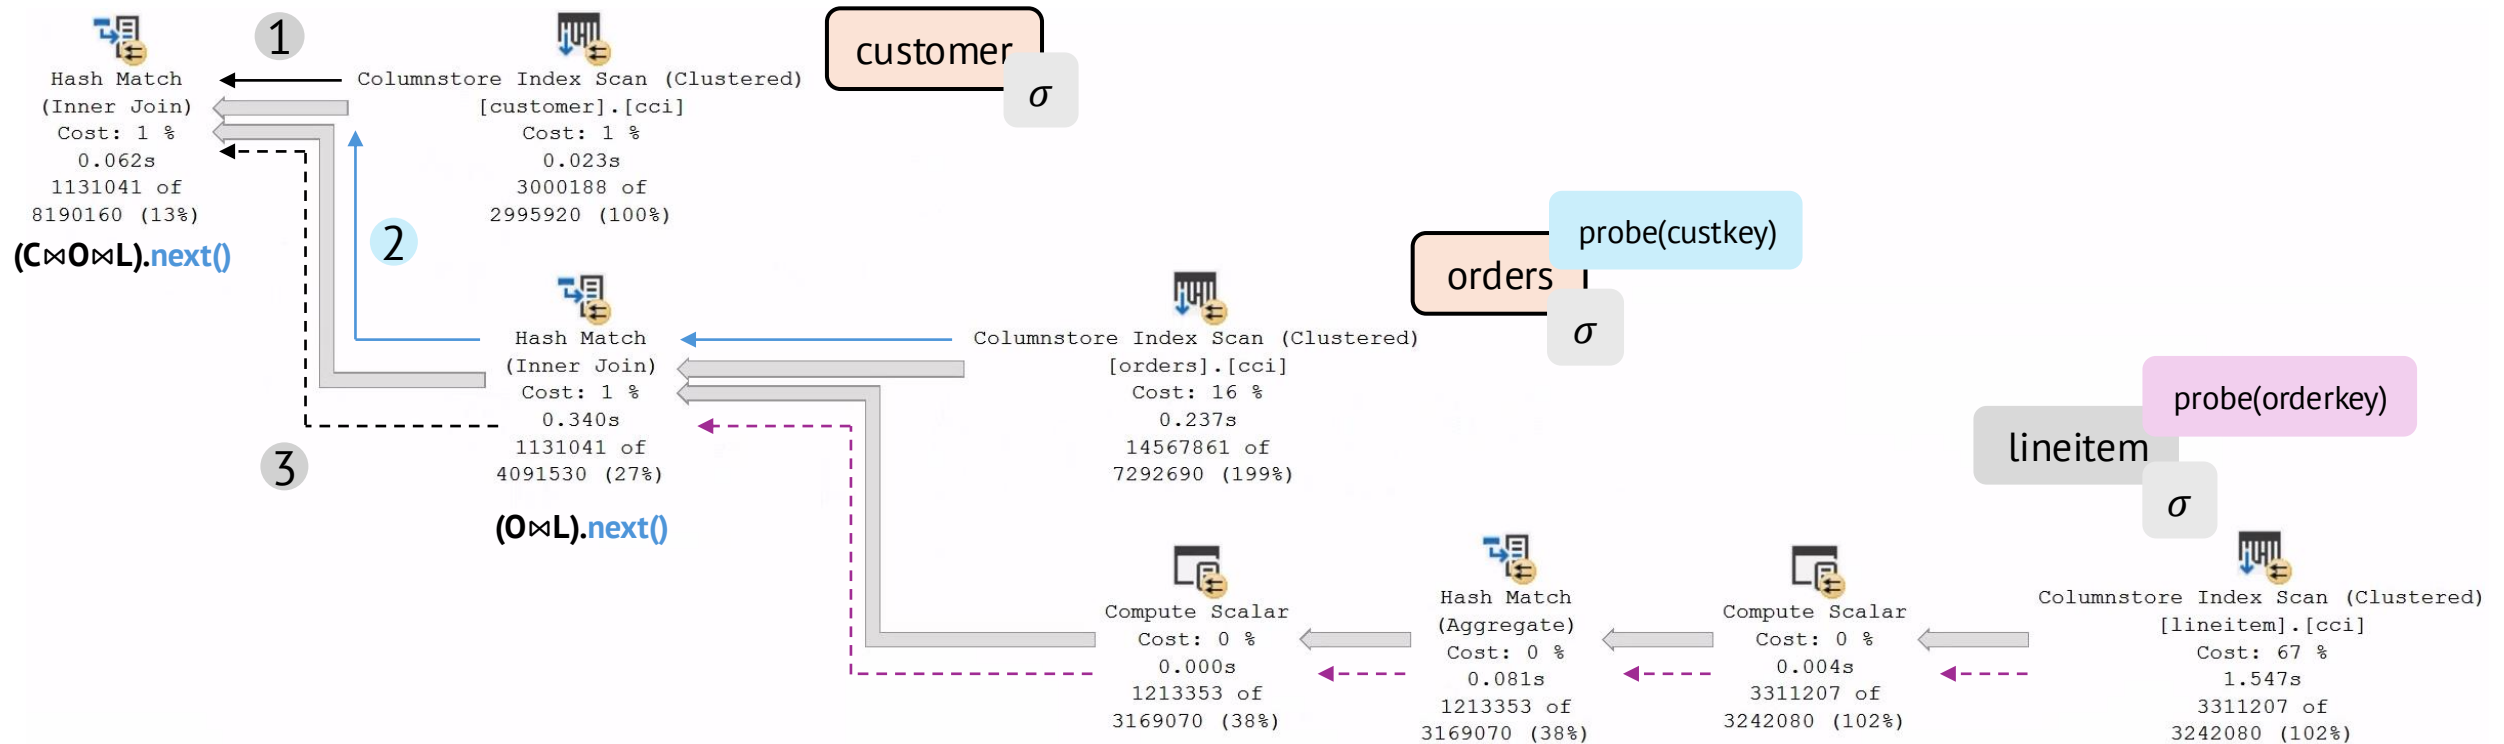 1
Hash Match
(Inner Join)
Cost: 1 %
0.062s
1131041 of
8190160 (13%)
(C⋈O⋈L).next()
Columnstore Index Scan (Clustered)
[customer].[cci]
Cost: 1 %
0.023s
3000188 of
2995920 (100%)
customer
σ
2
3
Hash Match
(Inner Join)
Cost: 1 %
0.340s
1131041 of
4091530 (27%)
(O⋈L).next()
Columnstore Index Scan (Clustered)
[orders].[cci]
Cost: 16 %
0.237s
14567861 of
7292690 (199%)
probe(custkey)
orders
σ
Compute Scalar
Cost: 0 %
0.000s
1213353 of
3169070 (38%)
Hash Match
(Aggregate)
Cost: 0 %
0.081s
1213353 of
3169070 (38%)
Compute Scalar
Cost: 0 %
0.004s
3311207 of
3242080 (102%)
probe(orderkey)
lineitem
σ
Columnstore Index Scan (Clustered)
[lineitem].[cci]
Cost: 67 %
1.547s
3311207 of
3242080 (102%)